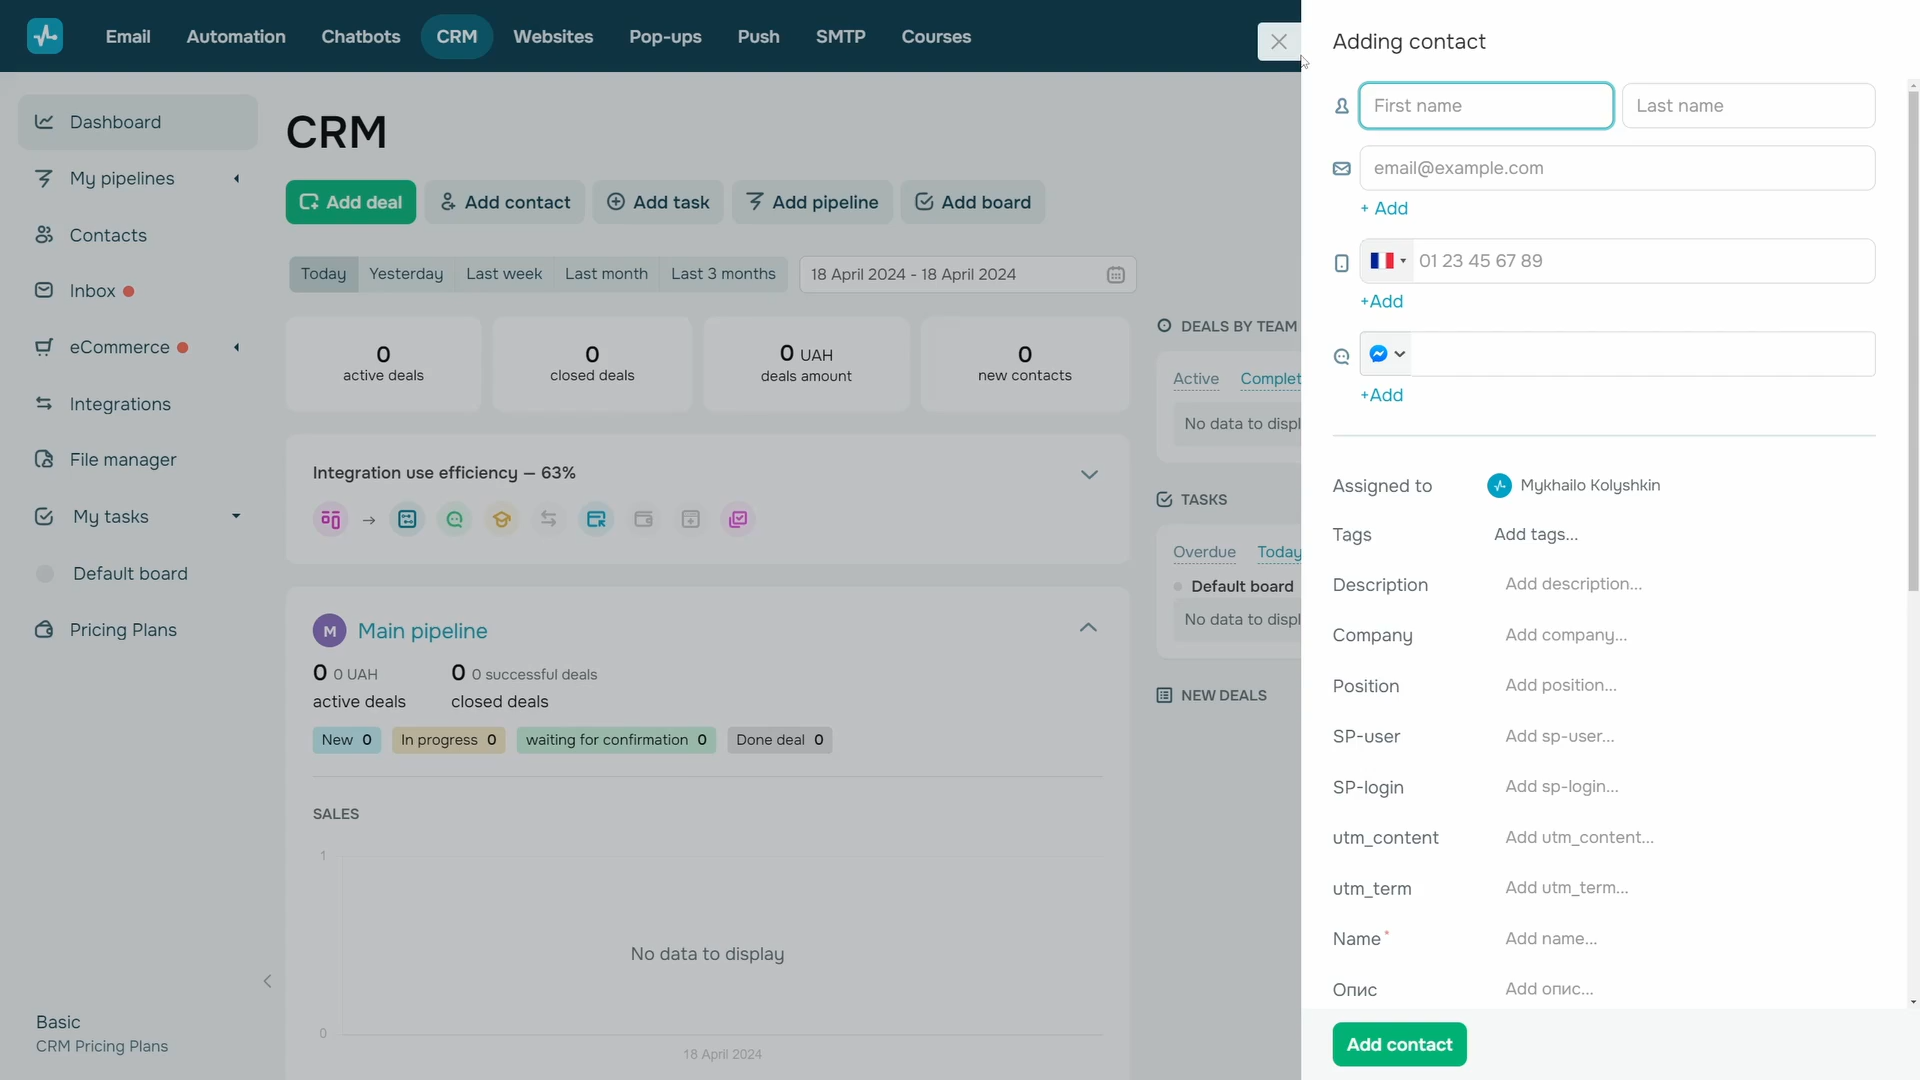 Email
Automation
Chatbots
CRM
Websites
Pop-ups
Push
SMTP
Courses
Dashboard
My pipelines
Contacts
Inbox
eCommerce
Integrations
File manager
My tasks
Default board
Pricing Plans
Basic
CRM Pricing Plans
CRM
Add deal
Add contact
Add task
Add pipeline
Add board
Today
Yesterday
Last week
Last month
Last 3 months
18 April 2024 - 18 April 2024
0
active deals
0
closed deals
0 UAH
deals amount
0
new contacts
Integration use efficiency — 63%
M
Main pipeline
0 0 UAH
active deals
0 0 successful deals
closed deals
New 0
In progress 0
waiting for confirmation 0
Done deal 0
SALES
1
No data to display
0
18 April 2024
DEALS BY TEAM
Active
Complet
No data to displ
TASKS
Overdue
Today
Default board
No data to displ
NEW DEALS
Adding contact
First name
Last name
email@example.com
+ Add
01 23 45 67 89
+Add
+Add
Assigned to
Mykhailo Kolyshkin
Tags
Add tags...
Description
Add description...
Company
Add company...
Position
Add position...
SP-user
Add sp-user...
SP-login
Add sp-login...
utm_content
Add utm_content...
utm_term
Add utm_term...
Name *
Add name...
Опис
Add опис...
Add contact